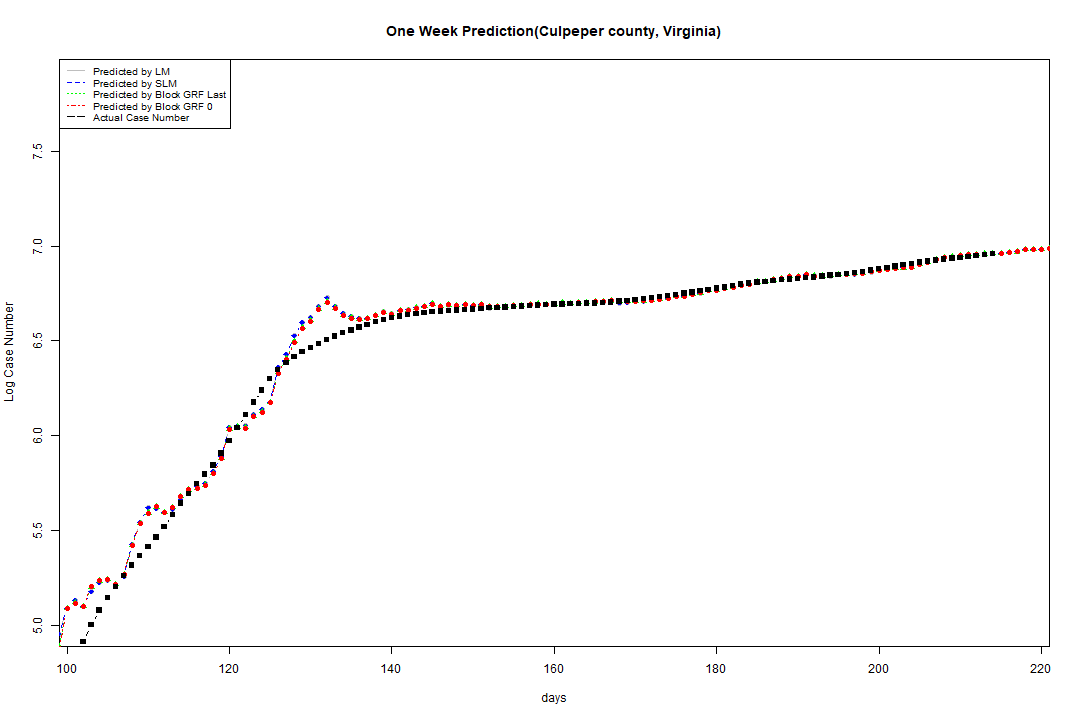 One Week Prediction(Culpeper county, Virginia)
Predicted by LM
Predicted by SLM
Predicted by Block GRF Last
Predicted by Block GRF 0
Actual Case Number
7.5
7.0
6.5
6.0
5.5
5.0
Log Case Number
100 120 140 160 180 200 220
days